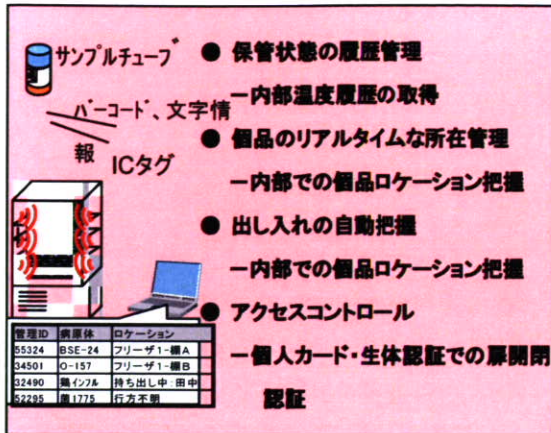 サンプルチューブ
バーコード、文字情
報
ICタグ
管理ID 病原体 ロケーション
55324 BSE-24 フリーザ1-棚A
34501 O-157 フリーザ1-棚B
32490 鶏インフル 持ち出し中:田中
52295 菌1775 行方不明
● 保管状態の履歴管理
－内部温度履歴の取得
● 個品のリアルタイムな所在管理
－内部での個品ロケーション把握
● 出し入れの自動把握
－内部での個品ロケーション把握
● アクセスコントロール
－個人カード・生体認証での扉開閉
認証